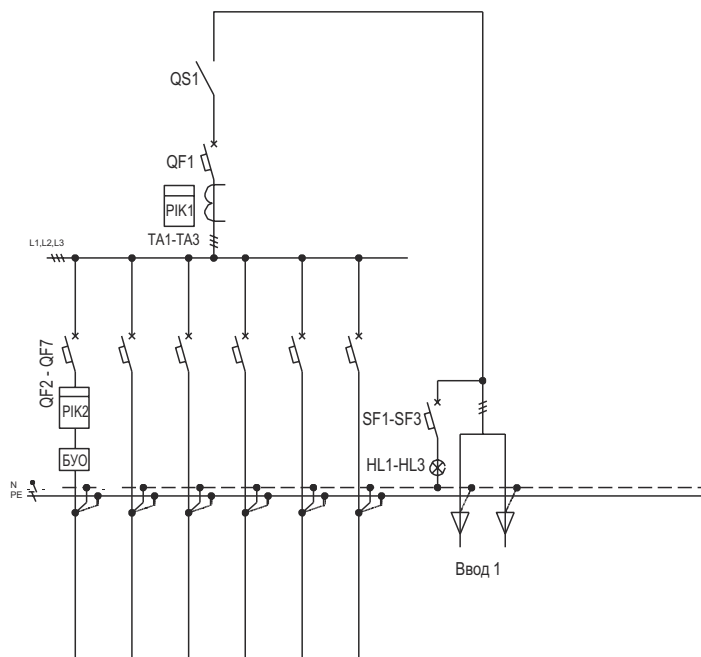 QS1
QF1
PIK1
TA1-TA3
L1,L2,L3
QF2 - QF7
PIK2
БУО
SF1-SF3
HL1-HL3
N
PE
Ввод 1